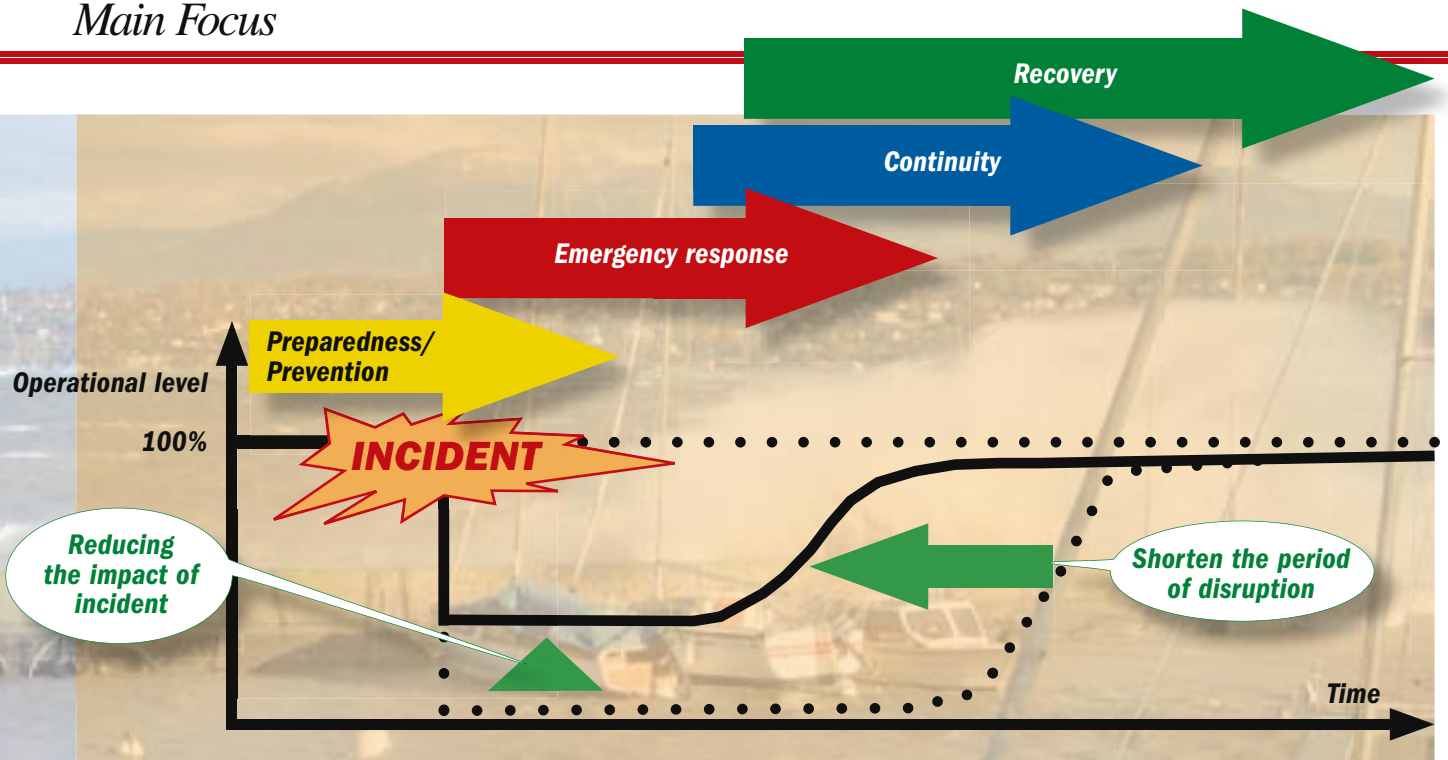 Main Focus
Recovery
Continuity
Emergency response
Preparedness/
Prevention
Operational level
100%
INCIDENT
Reducing
the impact of
incident
Shorten the period
of disruption
Time